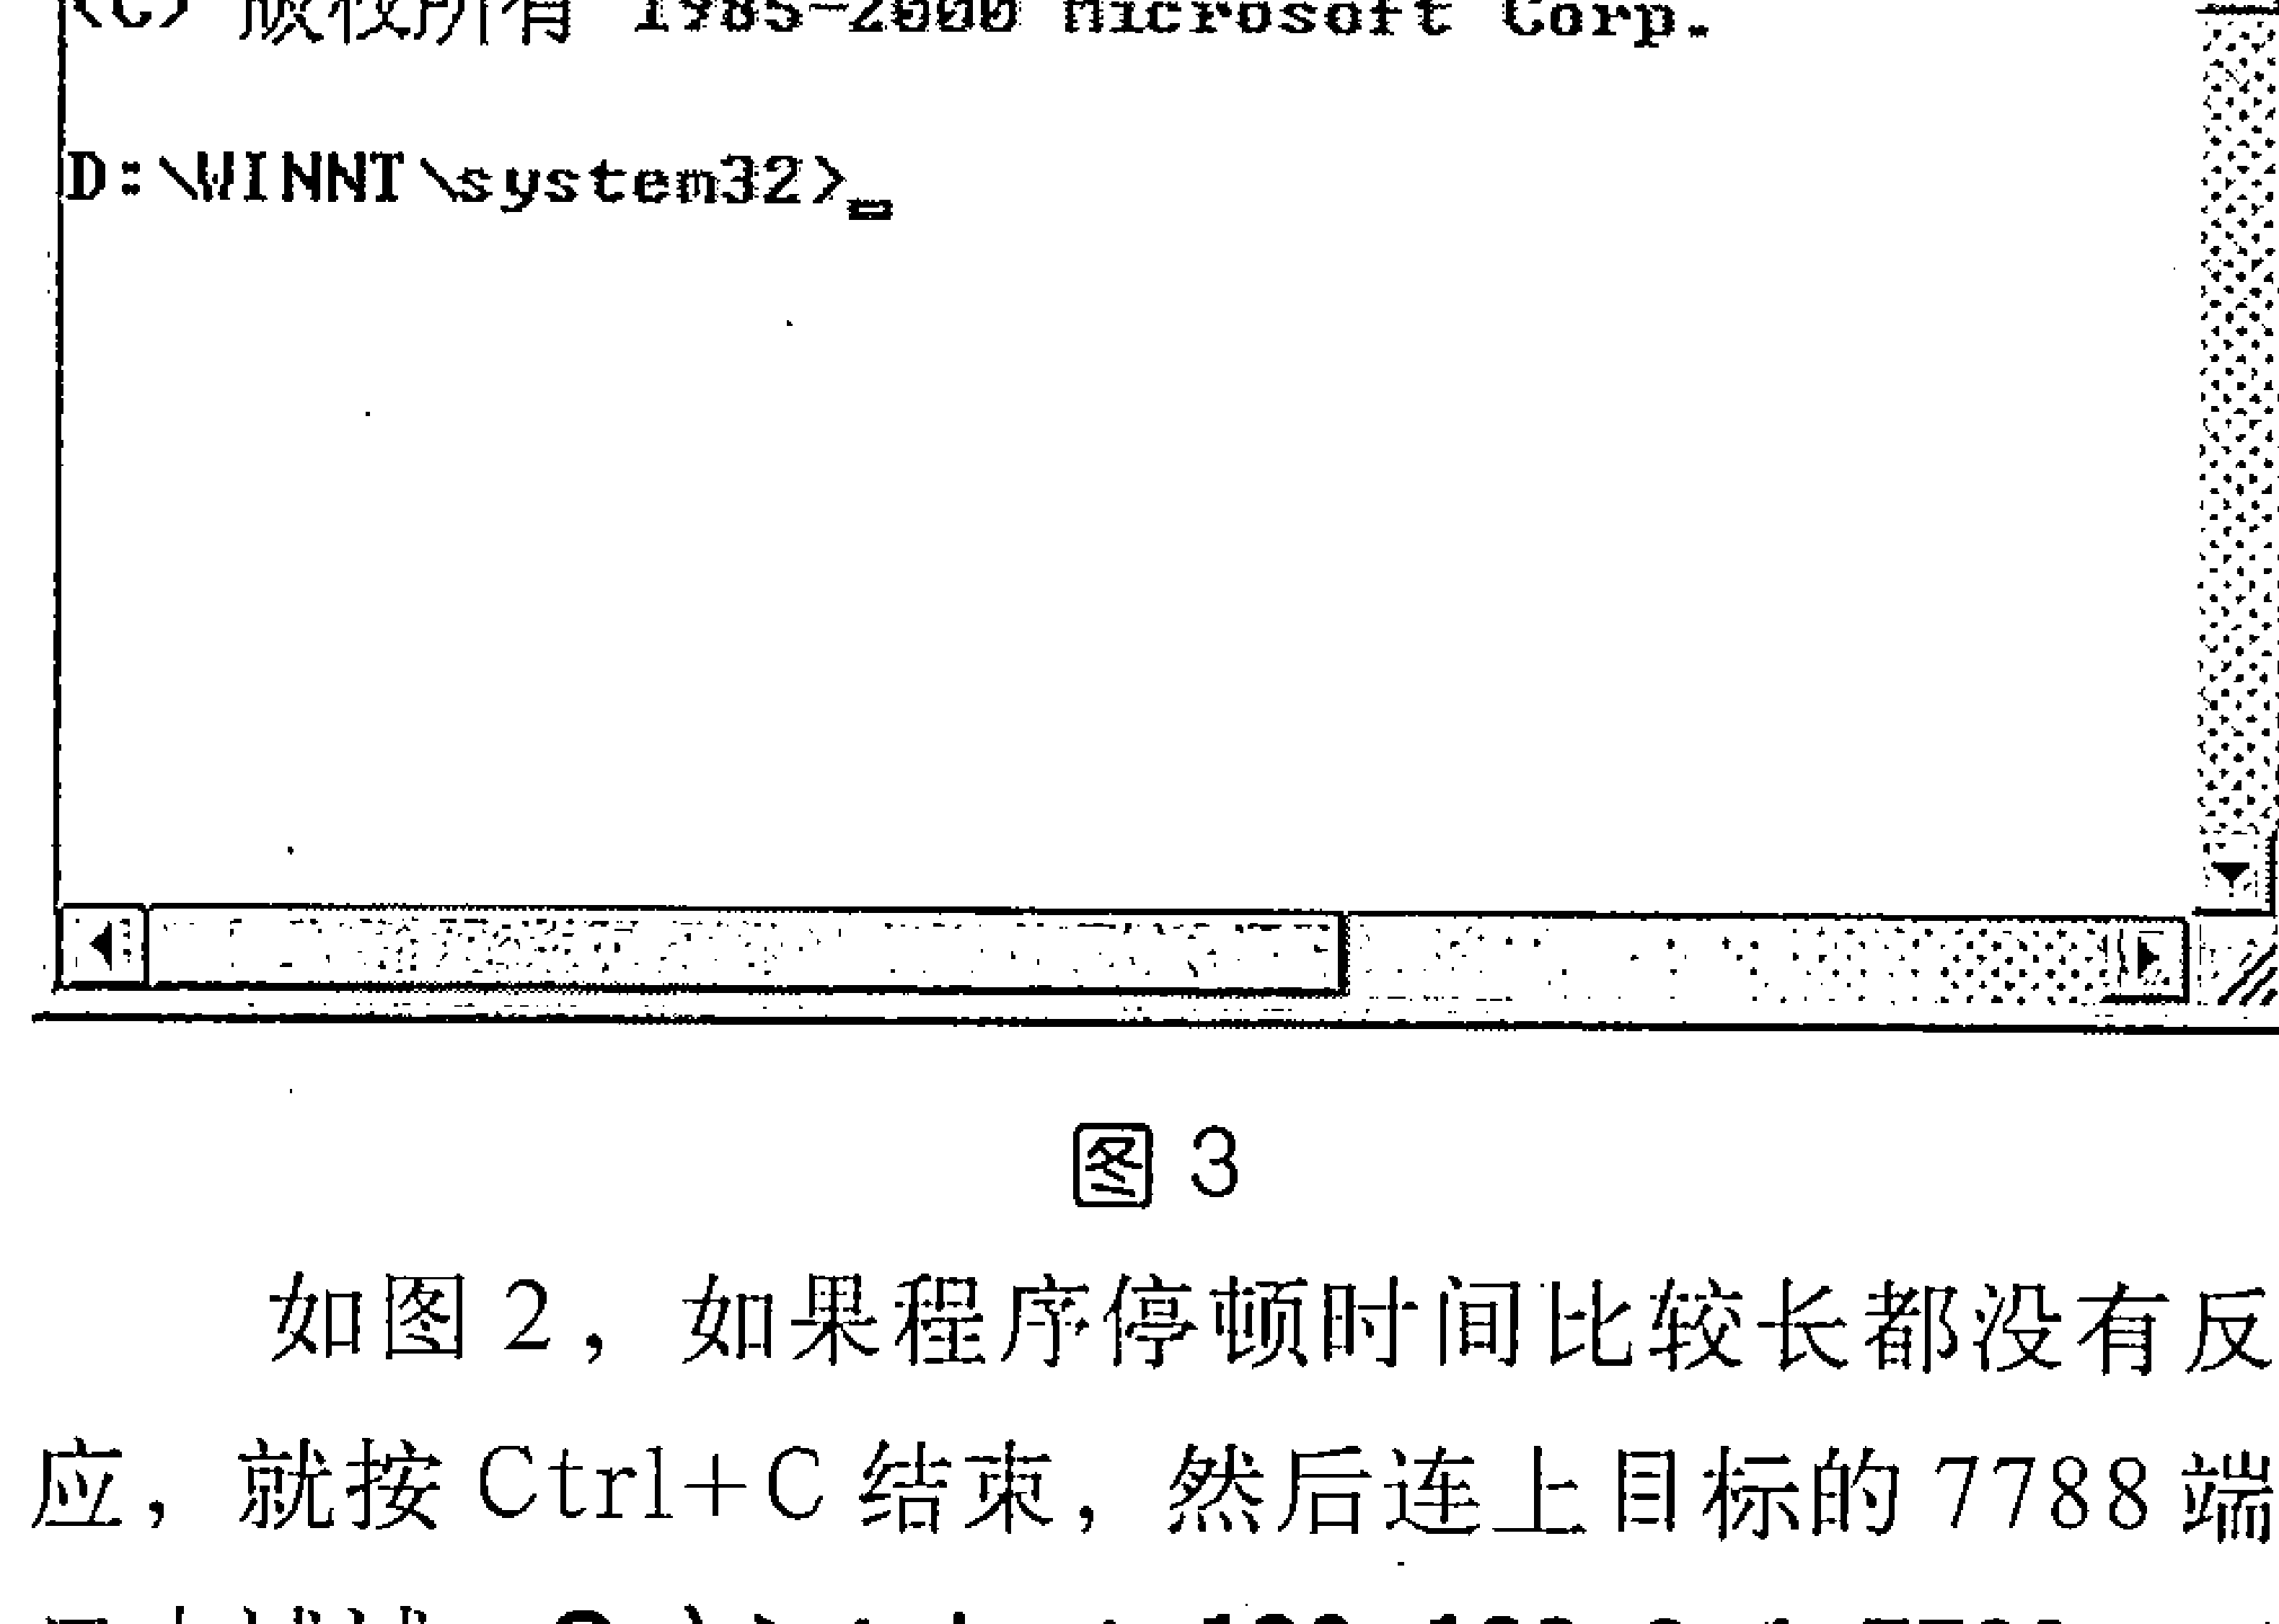 (C) 版权所有 1985-2000 Microsoft Corp.
D:\WINNT\system32>
图 3
如图 2，如果程序停顿时间比较长都没有反
应，就按 Ctrl+C 结束，然后连上目标的 7788 端